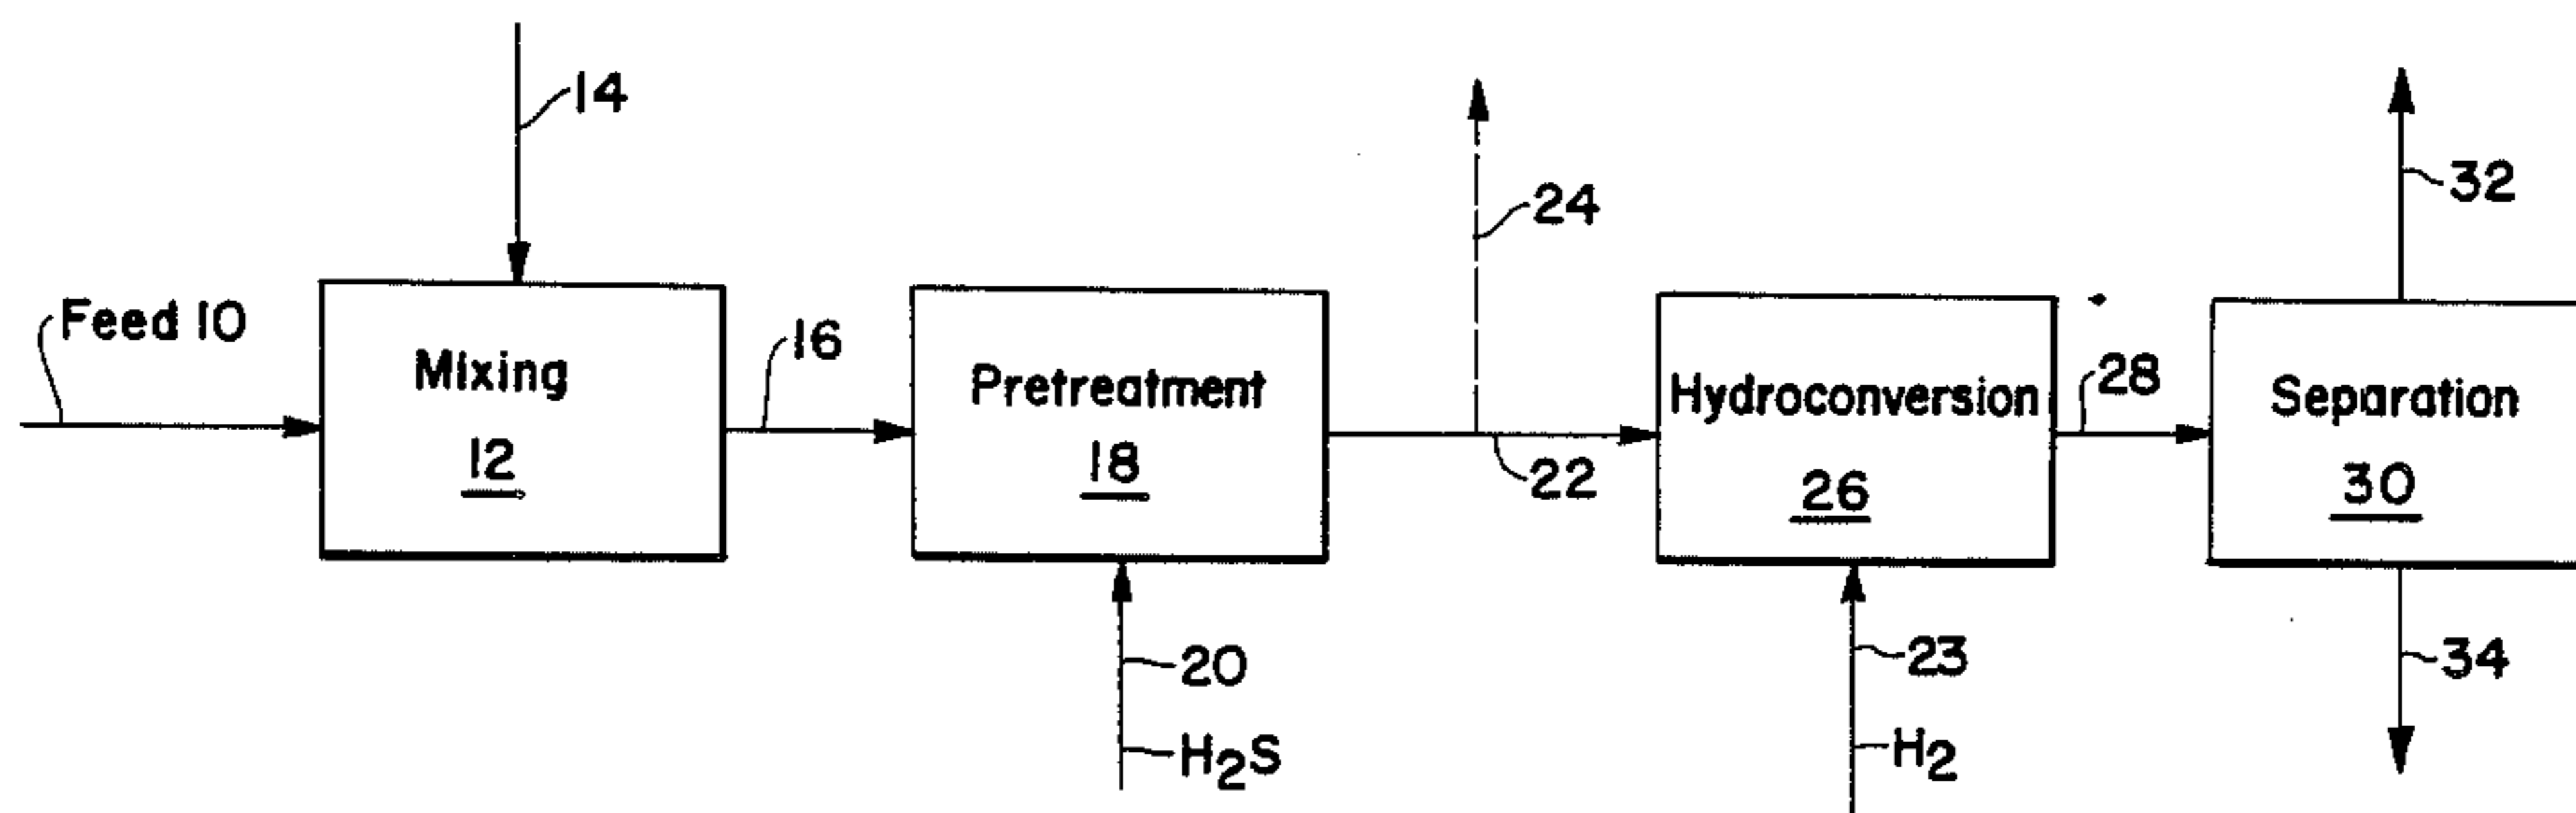 14
24
32
Feed 10
Mixing
12
16
Pretreatment
18
22
Hydroconversion
26
28
Separation
30
20
H2S
23
H2
34